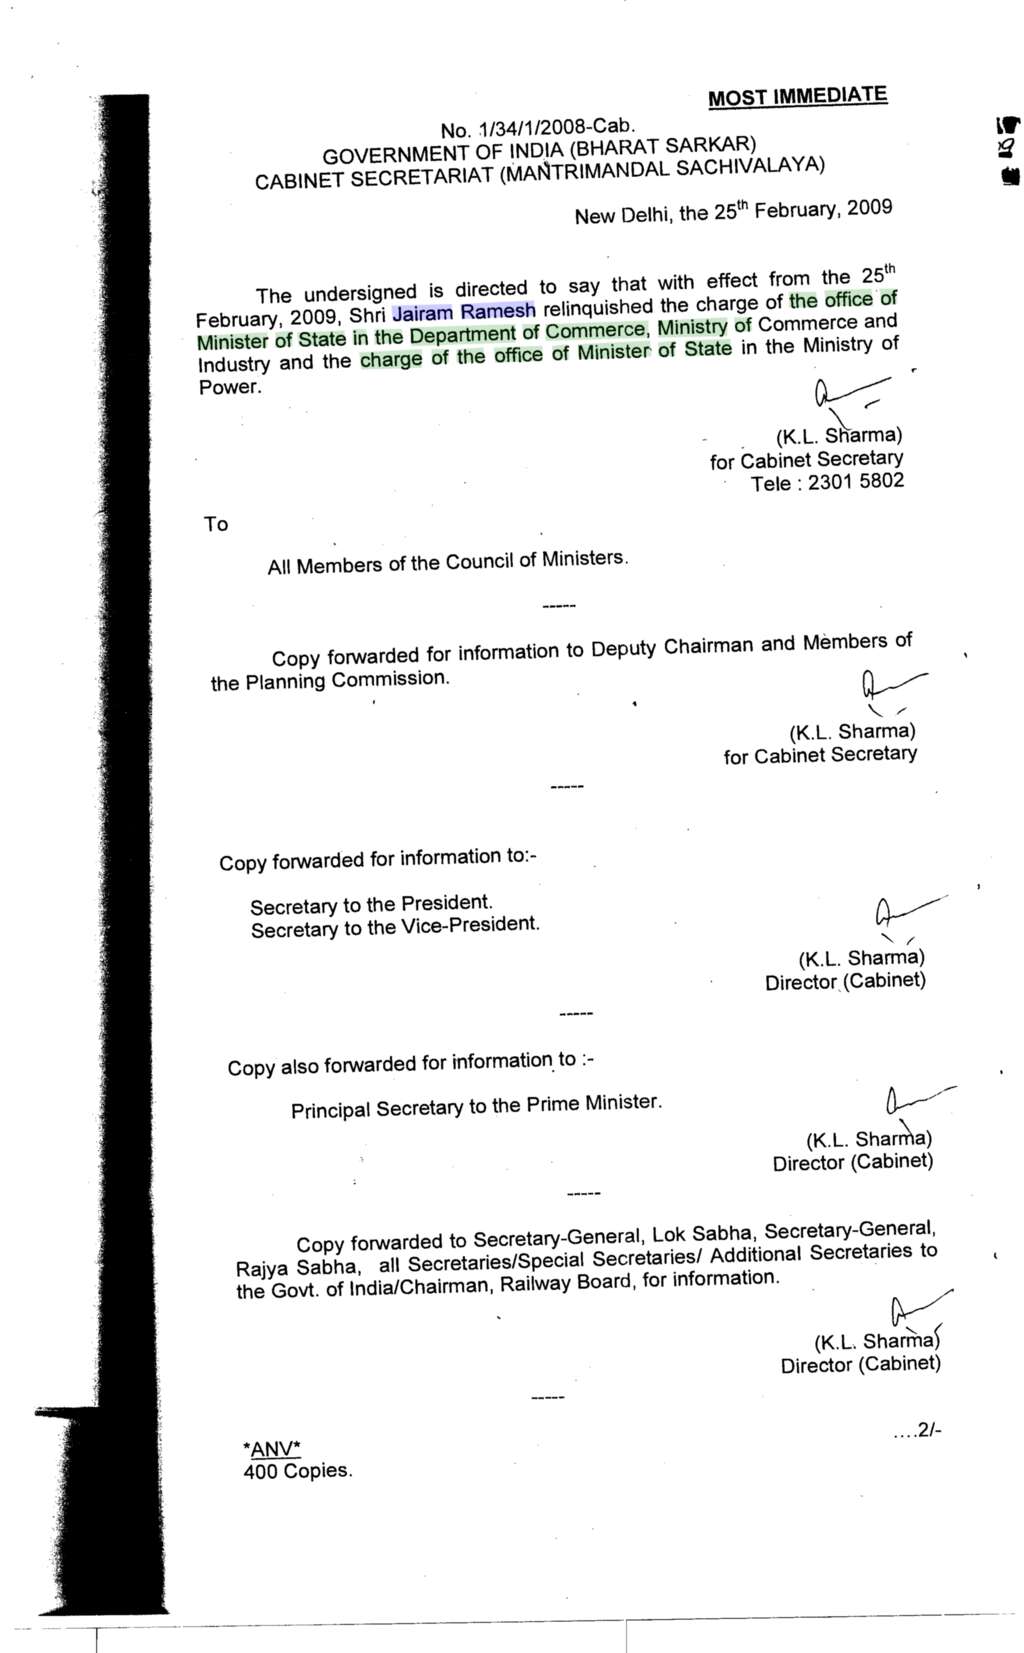 MOST IMMEDIATE
No. 1/34/1/2008-Cab.
GOVERNMENT OF INDIA (BHARAT SARKAR)
CABINET SECRETARIAT (MANTRIMANDAL SACHIVALAYA)
New Delhi, the 25th February, 2009
The undersigned is directed to say that with effect from the 25th
February, 2009, Shri Jairam Ramesh relinquished the charge of the office of
Minister of State in the Department of Commerce, Ministry of Commerce and
Industry and the charge of the office of Minister of State in the Ministry of
Power.
(K.L. Sharma)
for Cabinet Secretary
Tele : 2301 5802
To
All Members of the Council of Ministers.
-----
Copy forwarded for information to Deputy Chairman and Members of
the Planning Commission.
(K.L. Sharma)
for Cabinet Secretary
-----
Copy forwarded for information to:-
Secretary to the President.
Secretary to the Vice-President.
(K.L. Sharma)
Director (Cabinet)
-----
Copy also forwarded for information to :-
Principal Secretary to the Prime Minister.
(K.L. Sharma)
Director (Cabinet)
-----
Copy forwarded to Secretary-General, Lok Sabha, Secretary-General,
Rajya Sabha, all Secretaries/Special Secretaries/ Additional Secretaries to
the Govt. of India/Chairman, Railway Board, for information.
(K.L. Sharma)
Director (Cabinet)
-----
....2/-
*ANV*
400 Copies.